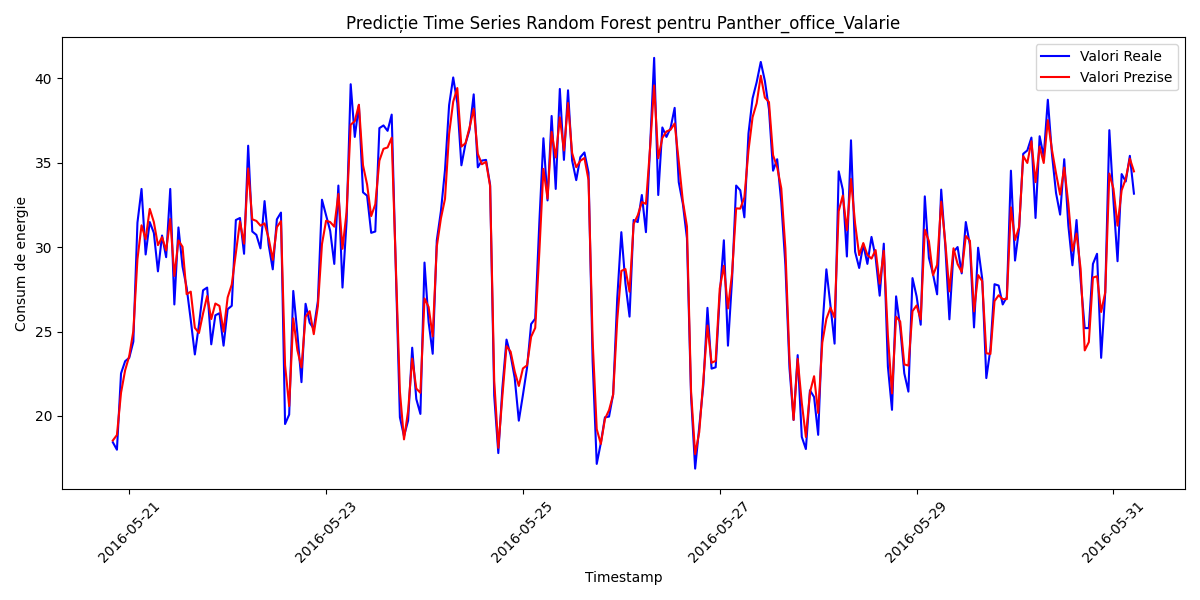 Predicție Time Series Random Forest pentru Panther_office_Valarie
Valori Reale
Valori Prezise
Consum de energie
40
35
30
25
20
2016-05-21
2016-05-23
2016-05-25
2016-05-27
2016-05-29
2016-05-31
Timestamp